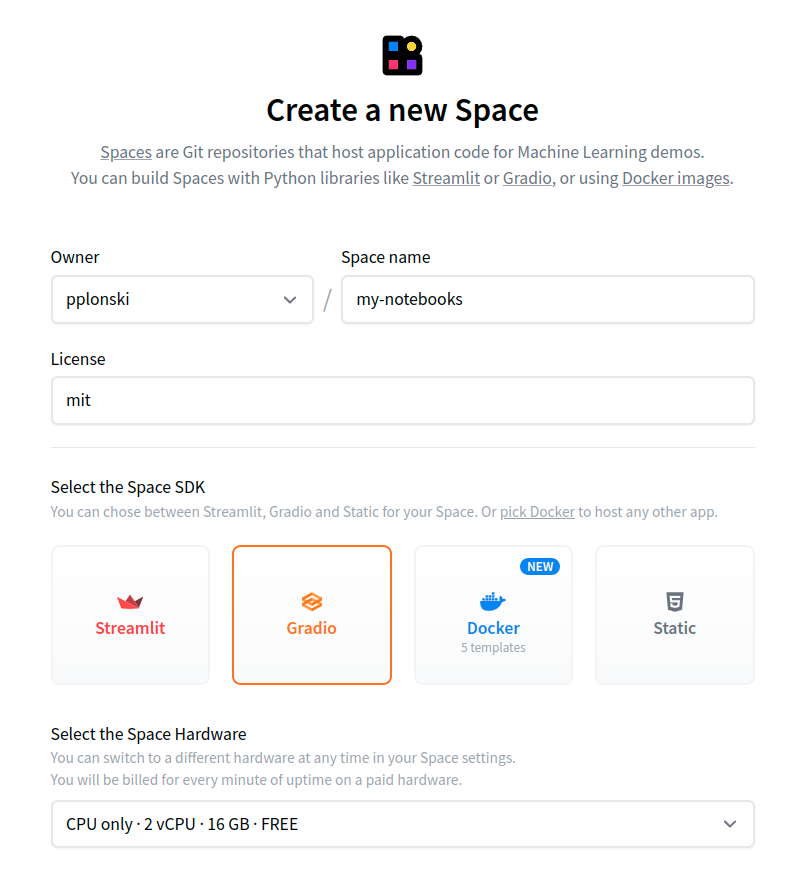 Create a new Space
Spaces are Git repositories that host application code for Machine Learning demos.
You can build Spaces with Python libraries like Streamlit or Gradio, or using Docker images.
Owner
Space name
pplonski
/
my-notebooks
License
mit
Select the Space SDK
You can chose between Streamlit, Gradio and Static for your Space. Or pick Docker to host any other app.
Streamlit
Gradio
NEW
Docker
5 templates
Static
Select the Space Hardware
You can switch to a different hardware at any time in your Space settings.
You will be billed for every minute of uptime on a paid hardware.
CPU only · 2 vCPU · 16 GB · FREE